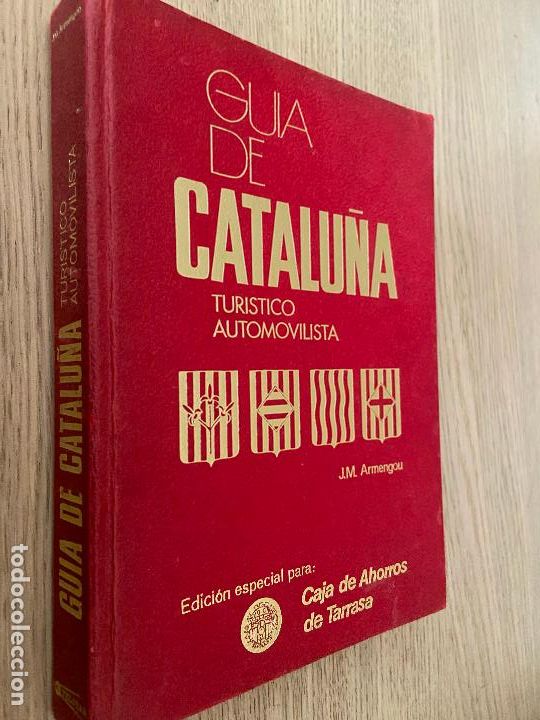 GUIA
DE
CATALUÑA
TURISTICO
AUTOMOVILISTA
J.M. Armengou
Edición especial para:
Caja de Ahorros
de Tarrasa
GUIA DE CATALUÑA
TURISTICO
AUTOMOVILISTA
todocoleccion.net